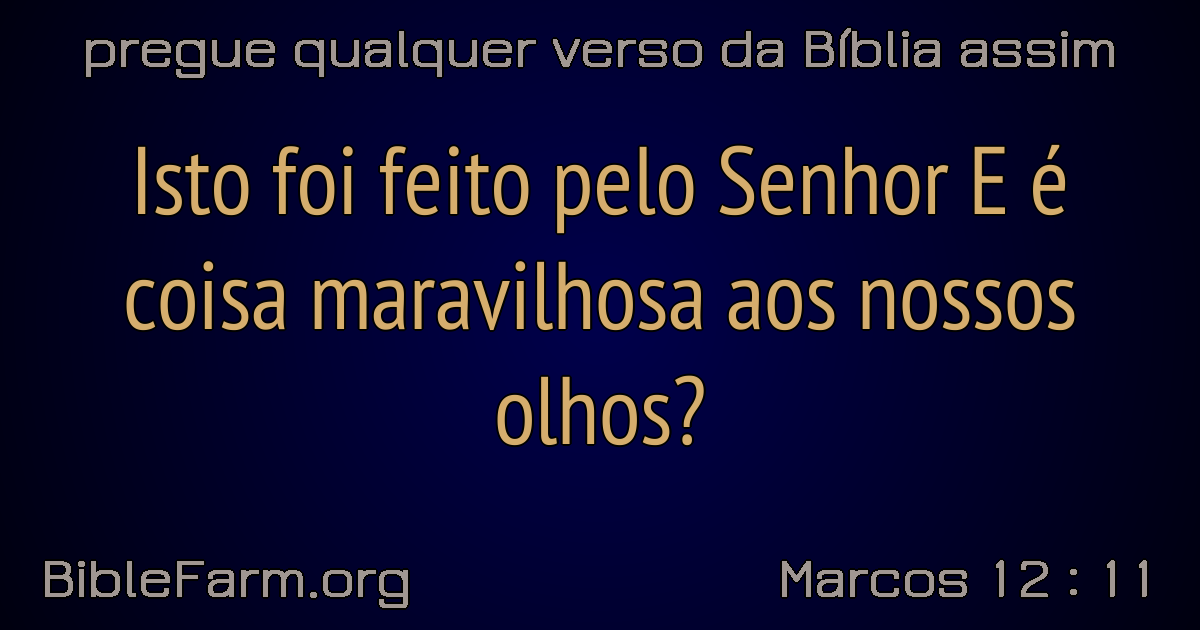 pregue qualquer verso da Bíblia assim
Isto foi feito pelo Senhor E é
coisa maravilhosa aos nossos
olhos?
BibleFarm.org
Marcos 12 : 11